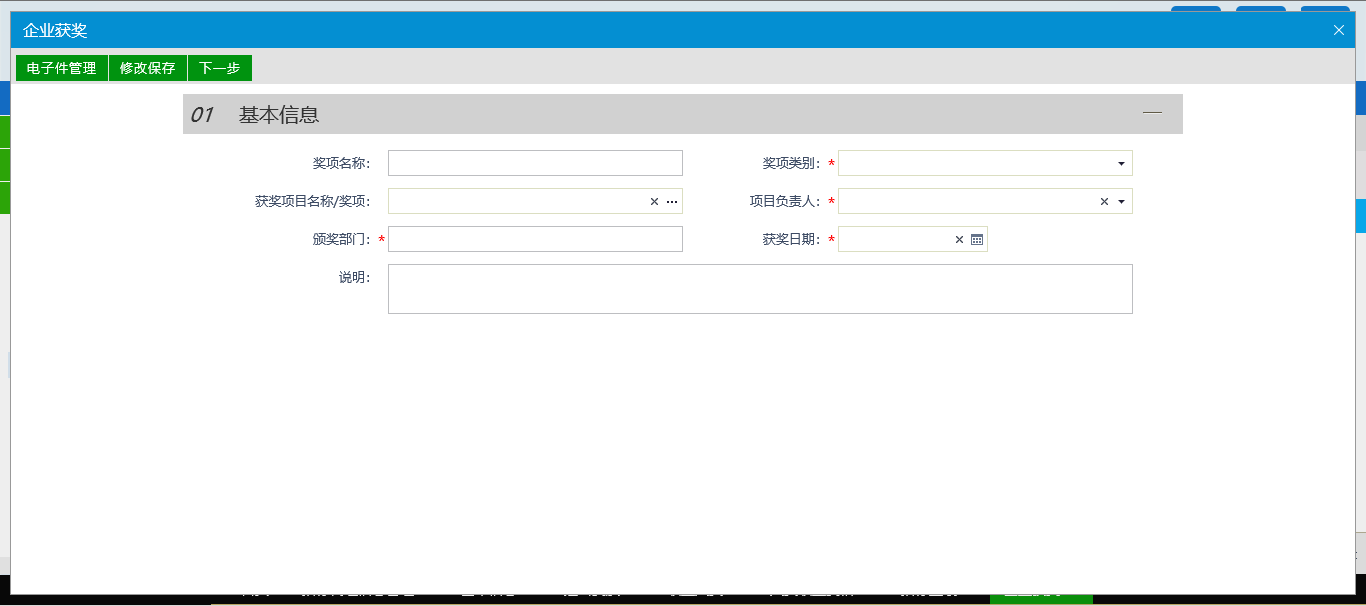 企业获奖
电子件管理 修改保存 下一步
01 基本信息
奖项名称: 奖项类别: *
获奖项目名称/奖项: 项目负责人: *
颁奖部门: * 获奖日期: *
说明: